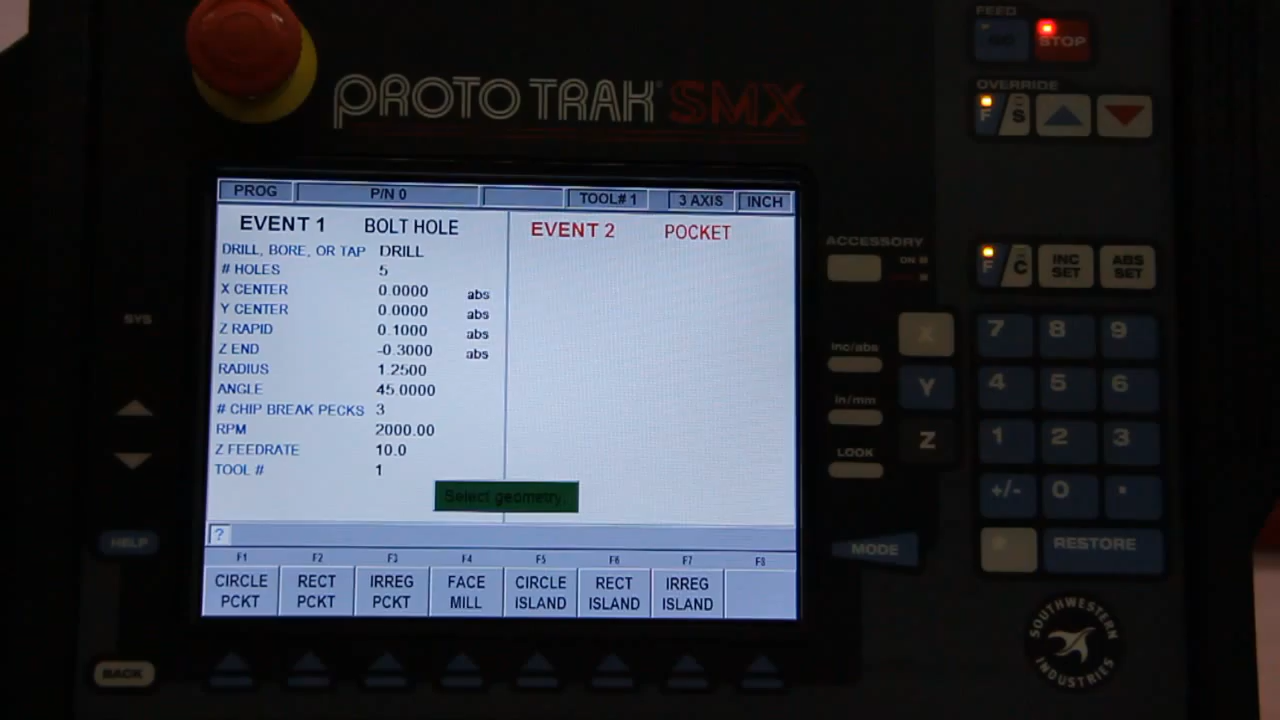 FEED
GO
STOP
PROTO TRAK SMX
OVERRIDE
F S
PROG P/N 0 TOOL# 1 3 AXIS INCH
EVENT 1 BOLT HOLE
EVENT 2 POCKET
DRILL, BORE, OR TAP DRILL
# HOLES 5
X CENTER 0.0000 abs
Y CENTER 0.0000 abs
Z RAPID 0.1000 abs
Z END -0.3000 abs
RADIUS 1.2500
ANGLE 45.0000
# CHIP BREAK PECKS 3
RPM 2000.00
Z FEEDRATE 10.0
TOOL # 1
Select geometry.
?
F1 F2 F3 F4 F5 F6 F7 F8
CIRCLE PCKT
RECT PCKT
IRREG PCKT
FACE MILL
CIRCLE ISLAND
RECT ISLAND
IRREG ISLAND
SYS
HELP
BACK
ACCESSORY
ON
F C
INC SET
ABS SET
inc/abs
in/mm
LOOK
X
Y
Z
7 8 9
4 5 6
1 2 3
+/- 0 .
MODE
RESTORE
SOUTHWESTERN INDUSTRIES